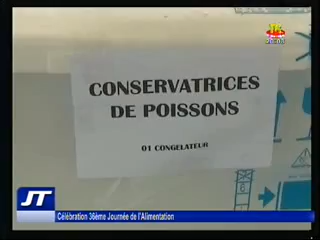 CONSERVATRICES
DE POISSONS
01 CONGELATEUR
JT
Célébration 36ème Journée de l'Alimentation